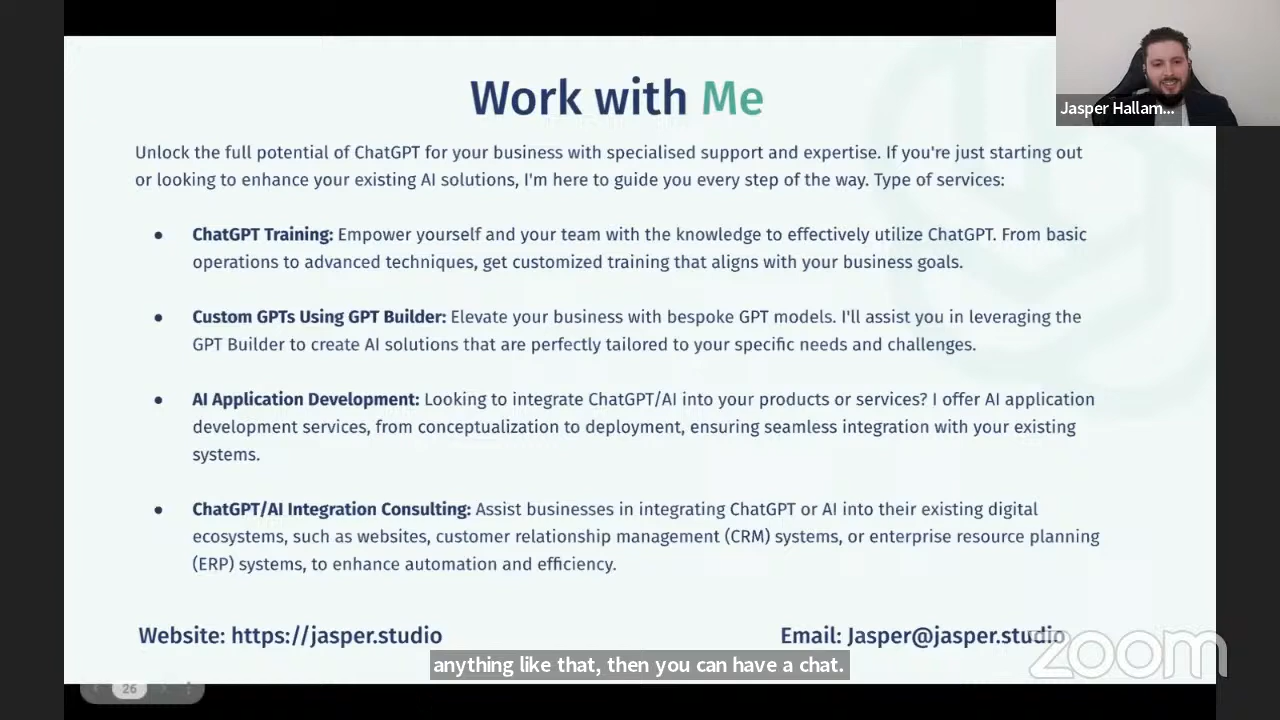 Work with Me
Jasper Hallam...
Unlock the full potential of ChatGPT for your business with specialised support and expertise. If you're just starting out
or looking to enhance your existing AI solutions, I'm here to guide you every step of the way. Type of services:
● ChatGPT Training: Empower yourself and your team with the knowledge to effectively utilize ChatGPT. From basic
operations to advanced techniques, get customized training that aligns with your business goals.
● Custom GPTs Using GPT Builder: Elevate your business with bespoke GPT models. I'll assist you in leveraging the
GPT Builder to create AI solutions that are perfectly tailored to your specific needs and challenges.
● AI Application Development: Looking to integrate ChatGPT/AI into your products or services? I offer AI application
development services, from conceptualization to deployment, ensuring seamless integration with your existing
systems.
● ChatGPT/AI Integration Consulting: Assist businesses in integrating ChatGPT or AI into their existing digital
ecosystems, such as websites, customer relationship management (CRM) systems, or enterprise resource planning
(ERP) systems, to enhance automation and efficiency.
Website: https://jasper.studio
Email: Jasper@jasper.studio
zoom
anything like that, then you can have a chat.
26